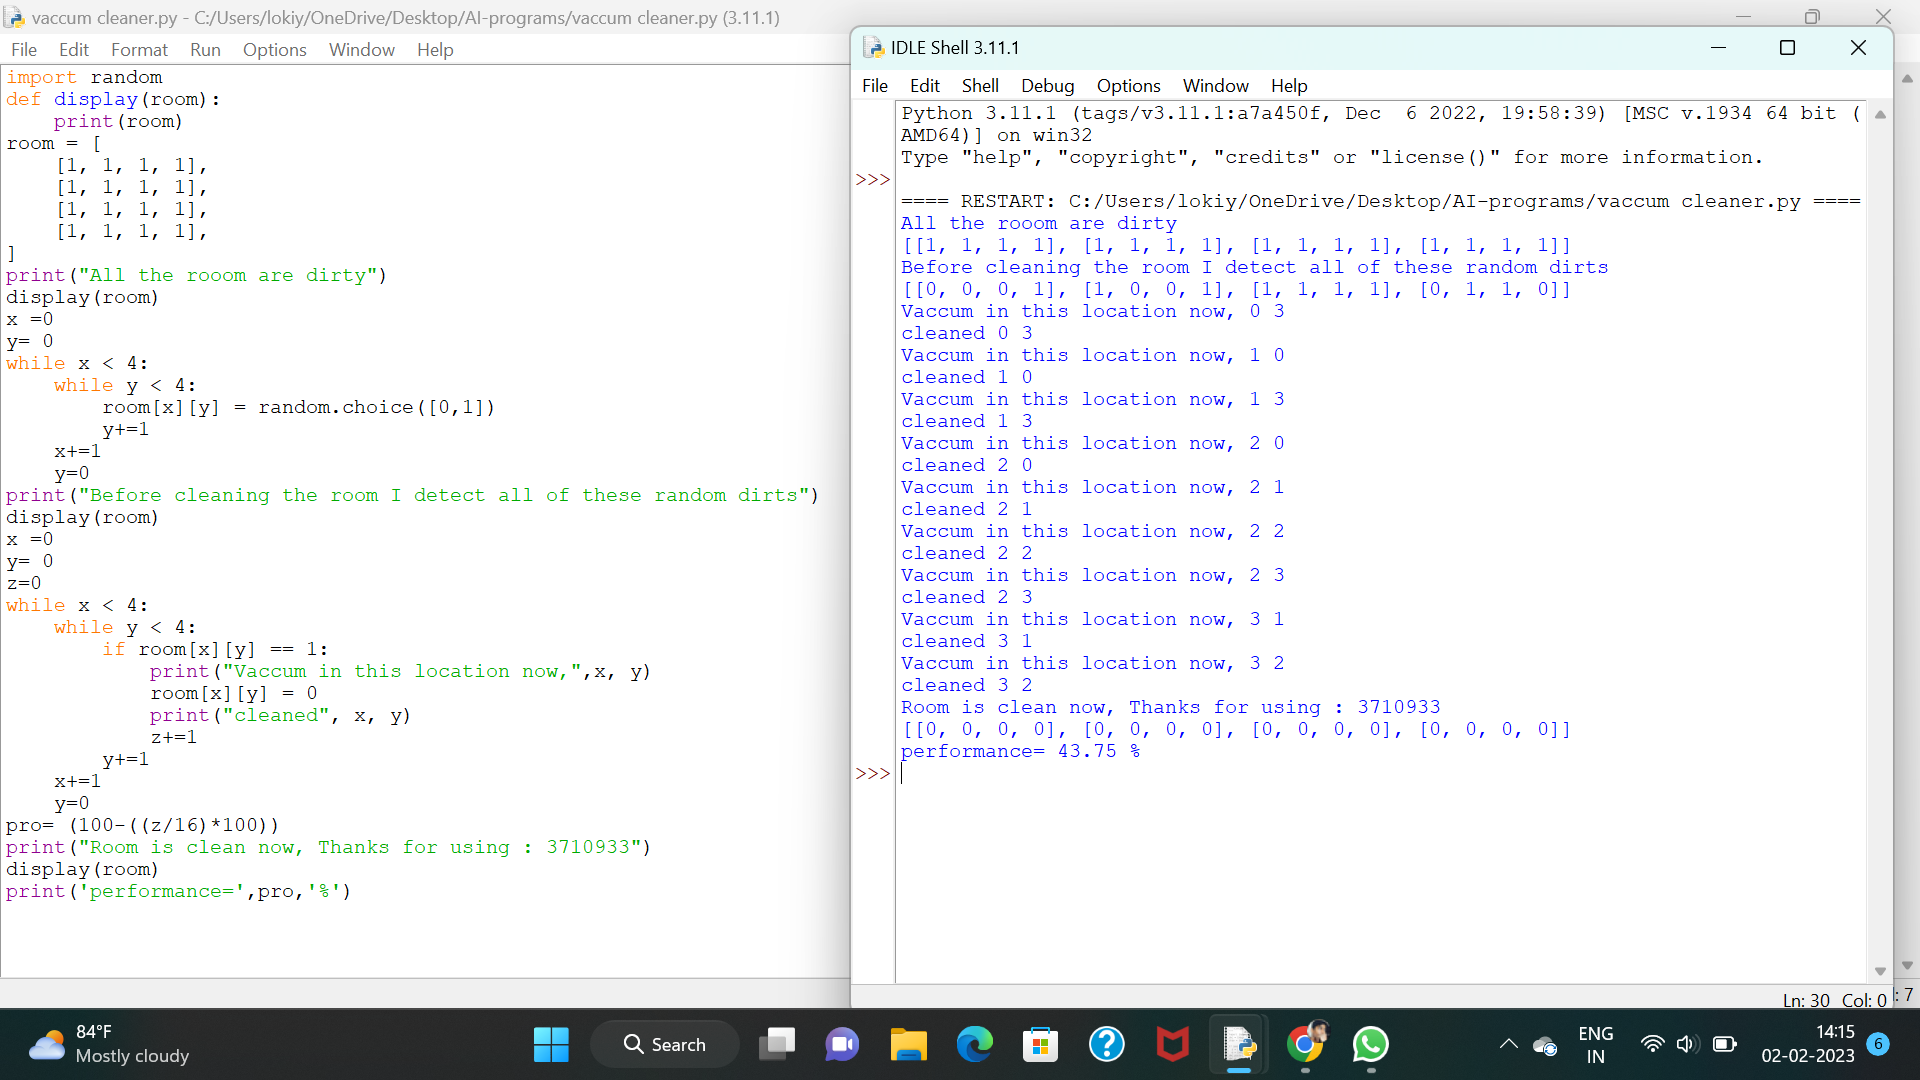 vaccum cleaner.py - C:/Users/lokiy/OneDrive/Desktop/AI-programs/vaccum cleaner.py (3.11.1)
File Edit Format Run Options Window Help
import random
def display(room):
    print(room)
room = [
    [1, 1, 1, 1],
    [1, 1, 1, 1],
    [1, 1, 1, 1],
    [1, 1, 1, 1],
]
print("All the rooom are dirty")
display(room)
x =0
y= 0
while x < 4:
    while y < 4:
        room[x][y] = random.choice([0,1])
        y+=1
    x+=1
    y=0
print("Before cleaning the room I detect all of these random dirts")
display(room)
x =0
y= 0
z=0
while x < 4:
    while y < 4:
        if room[x][y] == 1:
            print("Vaccum in this location now,",x, y)
            room[x][y] = 0
            print("cleaned", x, y)
            z+=1
        y+=1
    x+=1
    y=0
pro= (100-((z/16)*100))
print("Room is clean now, Thanks for using : 3710933")
display(room)
print('performance=',pro,'%')
IDLE Shell 3.11.1
File Edit Shell Debug Options Window Help
Python 3.11.1 (tags/v3.11.1:a7a450f, Dec  6 2022, 19:58:39) [MSC v.1934 64 bit (
AMD64)] on win32
Type "help", "copyright", "credits" or "license()" for more information.
>>>
==== RESTART: C:/Users/lokiy/OneDrive/Desktop/AI-programs/vaccum cleaner.py ====
All the rooom are dirty
[[1, 1, 1, 1], [1, 1, 1, 1], [1, 1, 1, 1], [1, 1, 1, 1]]
Before cleaning the room I detect all of these random dirts
[[0, 0, 0, 1], [1, 0, 0, 1], [1, 1, 1, 1], [0, 1, 1, 0]]
Vaccum in this location now, 0 3
cleaned 0 3
Vaccum in this location now, 1 0
cleaned 1 0
Vaccum in this location now, 1 3
cleaned 1 3
Vaccum in this location now, 2 0
cleaned 2 0
Vaccum in this location now, 2 1
cleaned 2 1
Vaccum in this location now, 2 2
cleaned 2 2
Vaccum in this location now, 2 3
cleaned 2 3
Vaccum in this location now, 3 1
cleaned 3 1
Vaccum in this location now, 3 2
cleaned 3 2
Room is clean now, Thanks for using : 3710933
[[0, 0, 0, 0], [0, 0, 0, 0], [0, 0, 0, 0], [0, 0, 0, 0]]
performance= 43.75 %
>>>
Ln: 30 Col: 0
: 7
84°F
Mostly cloudy
Search
ENG
IN
14:15
02-02-2023
6